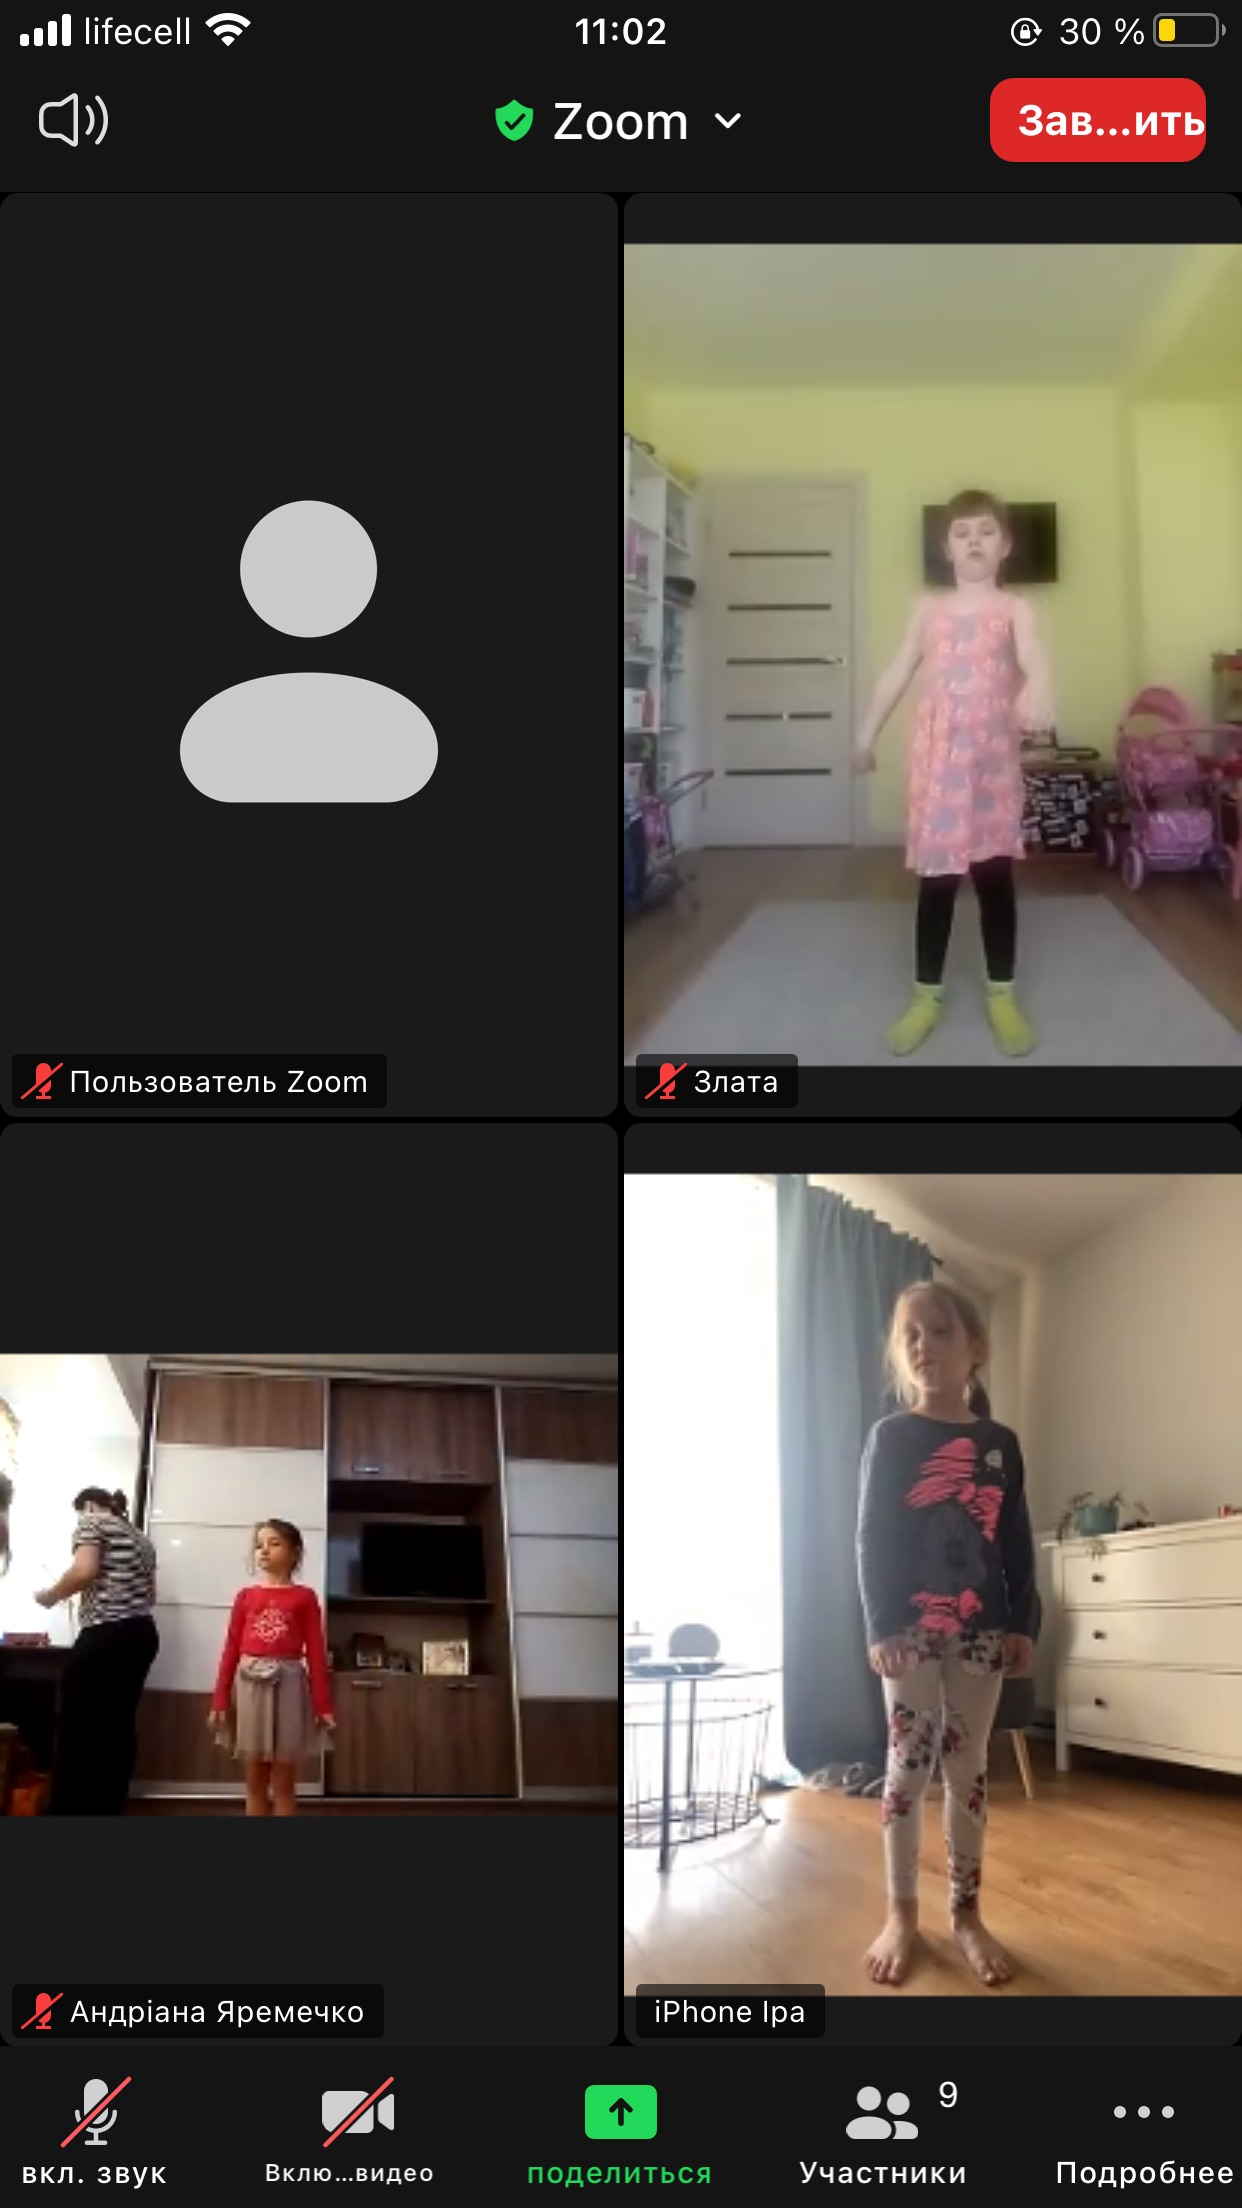 lifecell
11:02
30 %
Zoom
Зав...ить
Пользователь Zoom
Злата
Андріана Яремечко
iPhone Іра
9
вкл. звук
Вклю...видео
поделиться
Участники
Подробнее